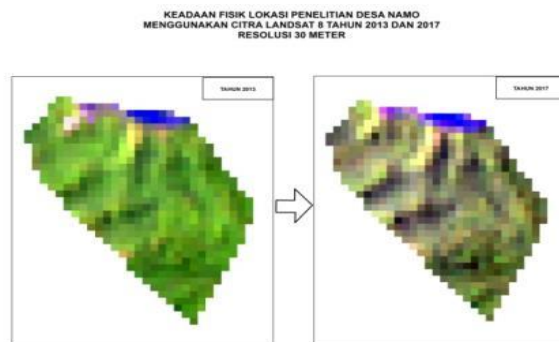 KEADAAN FISIK LOKASI PENELITIAN DESA NAMO
MENGGUNAKAN CITRA LANDSAT 8 TAHUN 2013 DAN 2017
RESOLUSI 30 METER
TAHUN 2013
TAHUN 2017